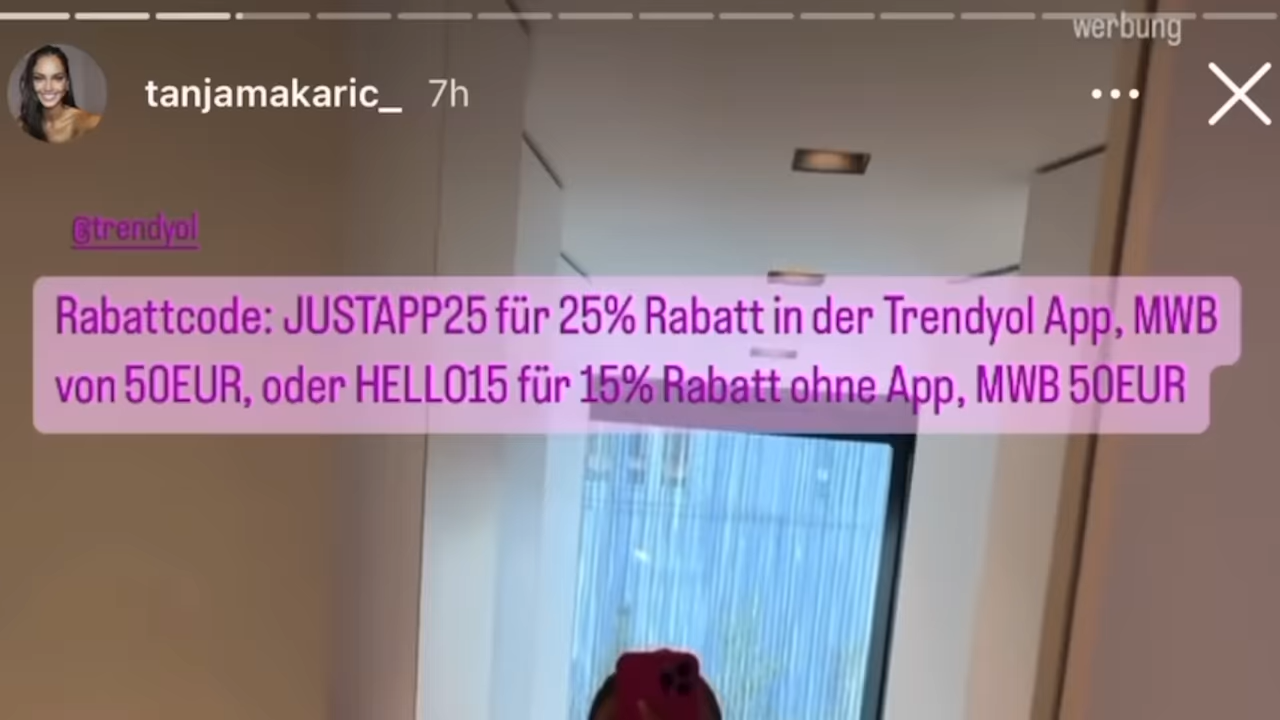 werbung
tanjamakaric_ 7h
@trendyol
Rabattcode: JUSTAPP25 für 25% Rabatt in der Trendyol App, MWB
von 50EUR, oder HELLO15 für 15% Rabatt ohne App, MWB 50EUR